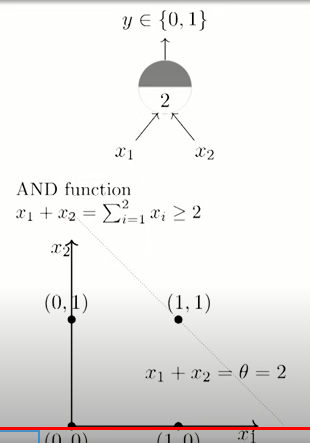 y ∈ {0, 1}
2
x₁ x₂
AND function
x₁ + x₂ = ∑²ᵢ₌₁ xᵢ ≥ 2
x₂
(0, 1) (1, 1)
x₁ + x₂ = θ = 2
(0, 0) (1, 0) x₁